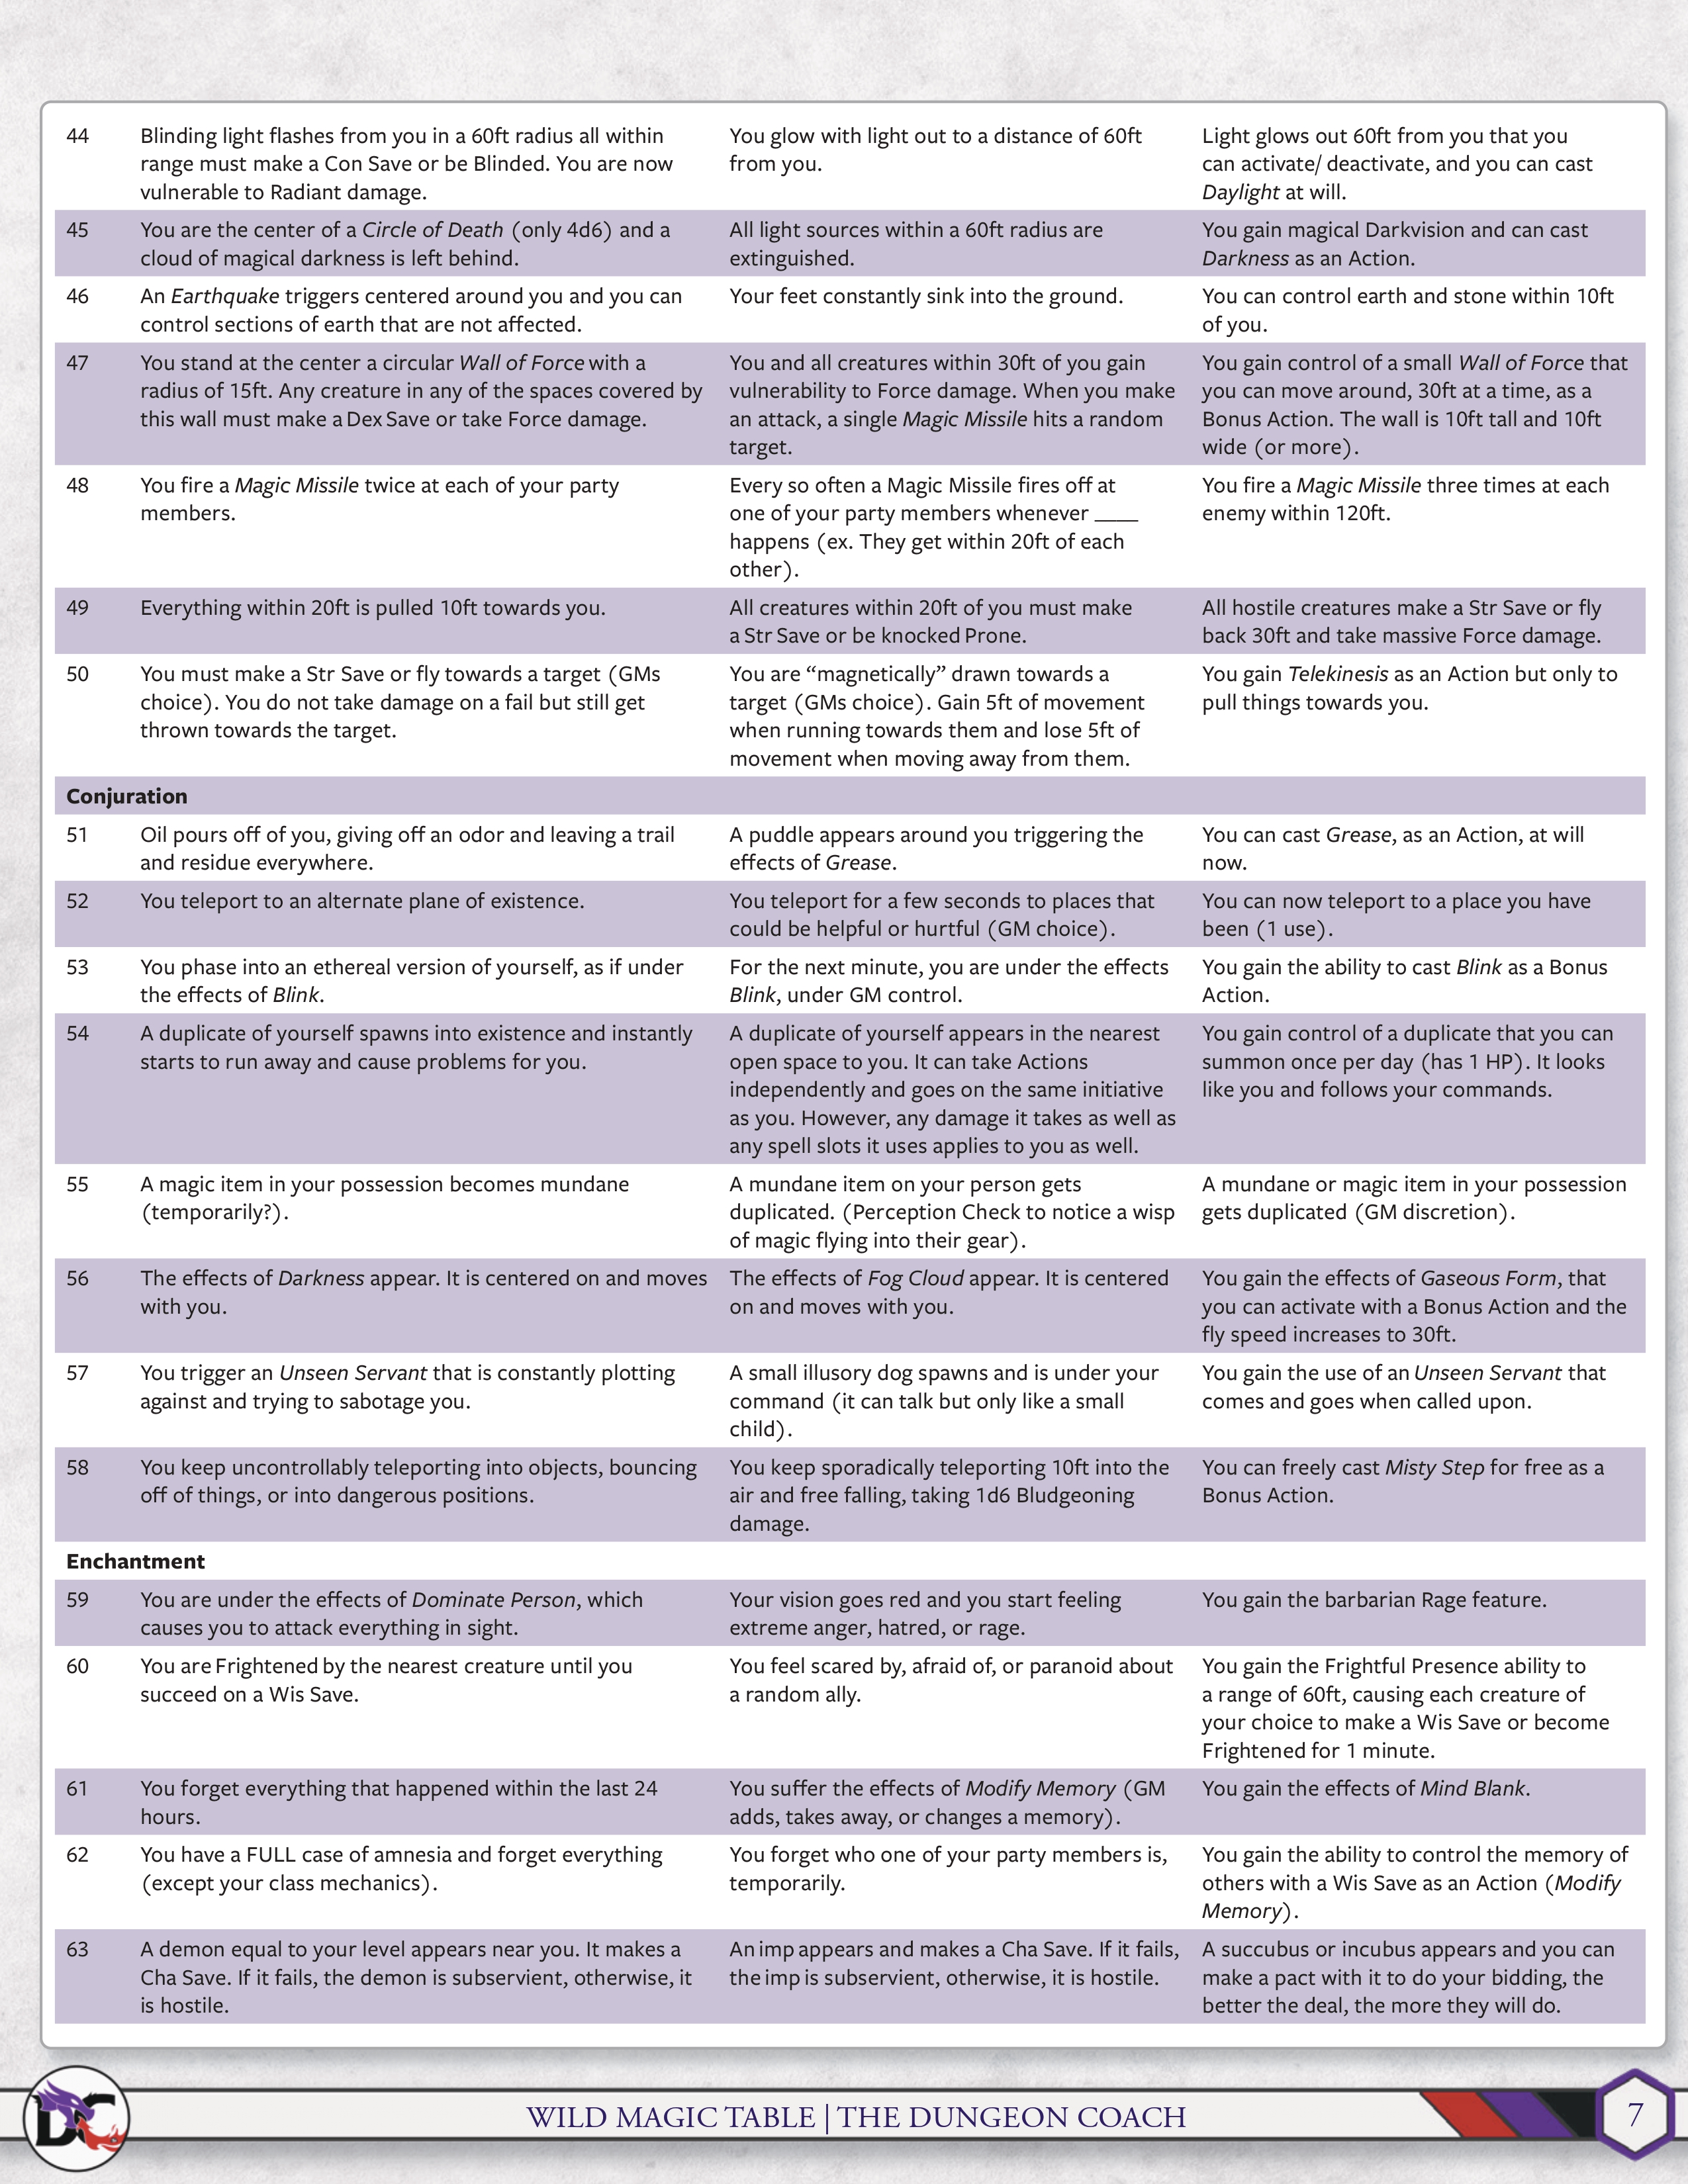 44
Blinding light flashes from you in a 60ft radius all within
range must make a Con Save or be Blinded. You are now
vulnerable to Radiant damage.
You glow with light out to a distance of 60ft
from you.
Light glows out 60ft from you that you
can activate/ deactivate, and you can cast
Daylight at will.
45
You are the center of a Circle of Death (only 4d6) and a
cloud of magical darkness is left behind.
All light sources within a 60ft radius are
extinguished.
You gain magical Darkvision and can cast
Darkness as an Action.
46
An Earthquake triggers centered around you and you can
control sections of earth that are not affected.
Your feet constantly sink into the ground.
You can control earth and stone within 10ft
of you.
47
You stand at the center a circular Wall of Force with a
radius of 15ft. Any creature in any of the spaces covered by
this wall must make a Dex Save or take Force damage.
You and all creatures within 30ft of you gain
vulnerability to Force damage. When you make
an attack, a single Magic Missile hits a random
target.
You gain control of a small Wall of Force that
you can move around, 30ft at a time, as a
Bonus Action. The wall is 10ft tall and 10ft
wide (or more).
48
You fire a Magic Missile twice at each of your party
members.
Every so often a Magic Missile fires off at
one of your party members whenever ____
happens (ex. They get within 20ft of each
other).
You fire a Magic Missile three times at each
enemy within 120ft.
49
Everything within 20ft is pulled 10ft towards you.
All creatures within 20ft of you must make
a Str Save or be knocked Prone.
All hostile creatures make a Str Save or fly
back 30ft and take massive Force damage.
50
You must make a Str Save or fly towards a target (GMs
choice). You do not take damage on a fail but still get
thrown towards the target.
You are “magnetically” drawn towards a
target (GMs choice). Gain 5ft of movement
when running towards them and lose 5ft of
movement when moving away from them.
You gain Telekinesis as an Action but only to
pull things towards you.
Conjuration
51
Oil pours off of you, giving off an odor and leaving a trail
and residue everywhere.
A puddle appears around you triggering the
effects of Grease.
You can cast Grease, as an Action, at will
now.
52
You teleport to an alternate plane of existence.
You teleport for a few seconds to places that
could be helpful or hurtful (GM choice).
You can now teleport to a place you have
been (1 use).
53
You phase into an ethereal version of yourself, as if under
the effects of Blink.
For the next minute, you are under the effects
Blink, under GM control.
You gain the ability to cast Blink as a Bonus
Action.
54
A duplicate of yourself spawns into existence and instantly
starts to run away and cause problems for you.
A duplicate of yourself appears in the nearest
open space to you. It can take Actions
independently and goes on the same initiative
as you. However, any damage it takes as well as
any spell slots it uses applies to you as well.
You gain control of a duplicate that you can
summon once per day (has 1 HP). It looks
like you and follows your commands.
55
A magic item in your possession becomes mundane
(temporarily?).
A mundane item on your person gets
duplicated. (Perception Check to notice a wisp
of magic flying into their gear).
A mundane or magic item in your possession
gets duplicated (GM discretion).
56
The effects of Darkness appear. It is centered on and moves
with you.
The effects of Fog Cloud appear. It is centered
on and moves with you.
You gain the effects of Gaseous Form, that
you can activate with a Bonus Action and the
fly speed increases to 30ft.
57
You trigger an Unseen Servant that is constantly plotting
against and trying to sabotage you.
A small illusory dog spawns and is under your
command (it can talk but only like a small
child).
You gain the use of an Unseen Servant that
comes and goes when called upon.
58
You keep uncontrollably teleporting into objects, bouncing
off of things, or into dangerous positions.
You keep sporadically teleporting 10ft into the
air and free falling, taking 1d6 Bludgeoning
damage.
You can freely cast Misty Step for free as a
Bonus Action.
Enchantment
59
You are under the effects of Dominate Person, which
causes you to attack everything in sight.
Your vision goes red and you start feeling
extreme anger, hatred, or rage.
You gain the barbarian Rage feature.
60
You are Frightened by the nearest creature until you
succeed on a Wis Save.
You feel scared by, afraid of, or paranoid about
a random ally.
You gain the Frightful Presence ability to
a range of 60ft, causing each creature of
your choice to make a Wis Save or become
Frightened for 1 minute.
61
You forget everything that happened within the last 24
hours.
You suffer the effects of Modify Memory (GM
adds, takes away, or changes a memory).
You gain the effects of Mind Blank.
62
You have a FULL case of amnesia and forget everything
(except your class mechanics).
You forget who one of your party members is,
temporarily.
You gain the ability to control the memory of
others with a Wis Save as an Action (Modify
Memory).
63
A demon equal to your level appears near you. It makes a
Cha Save. If it fails, the demon is subservient, otherwise, it
is hostile.
An imp appears and makes a Cha Save. If it fails,
the imp is subservient, otherwise, it is hostile.
A succubus or incubus appears and you can
make a pact with it to do your bidding, the
better the deal, the more they will do.
DC
WILD MAGIC TABLE | THE DUNGEON COACH
7